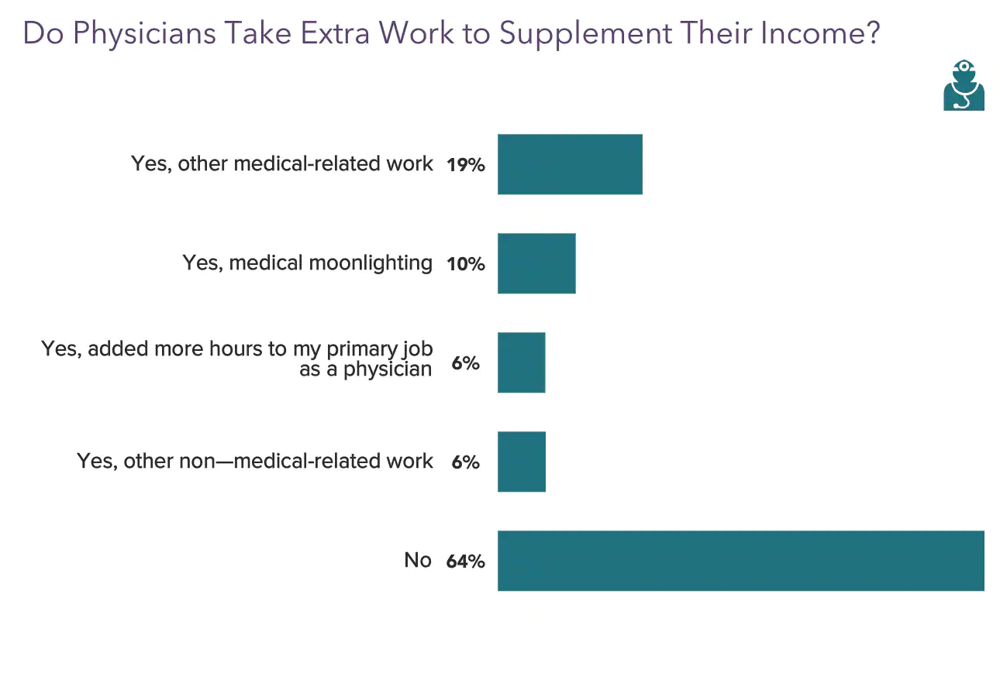 Do Physicians Take Extra Work to Supplement Their Income?
Yes, other medical-related work 19%
Yes, medical moonlighting 10%
Yes, added more hours to my primary job
as a physician 6%
Yes, other non—medical-related work 6%
No 64%